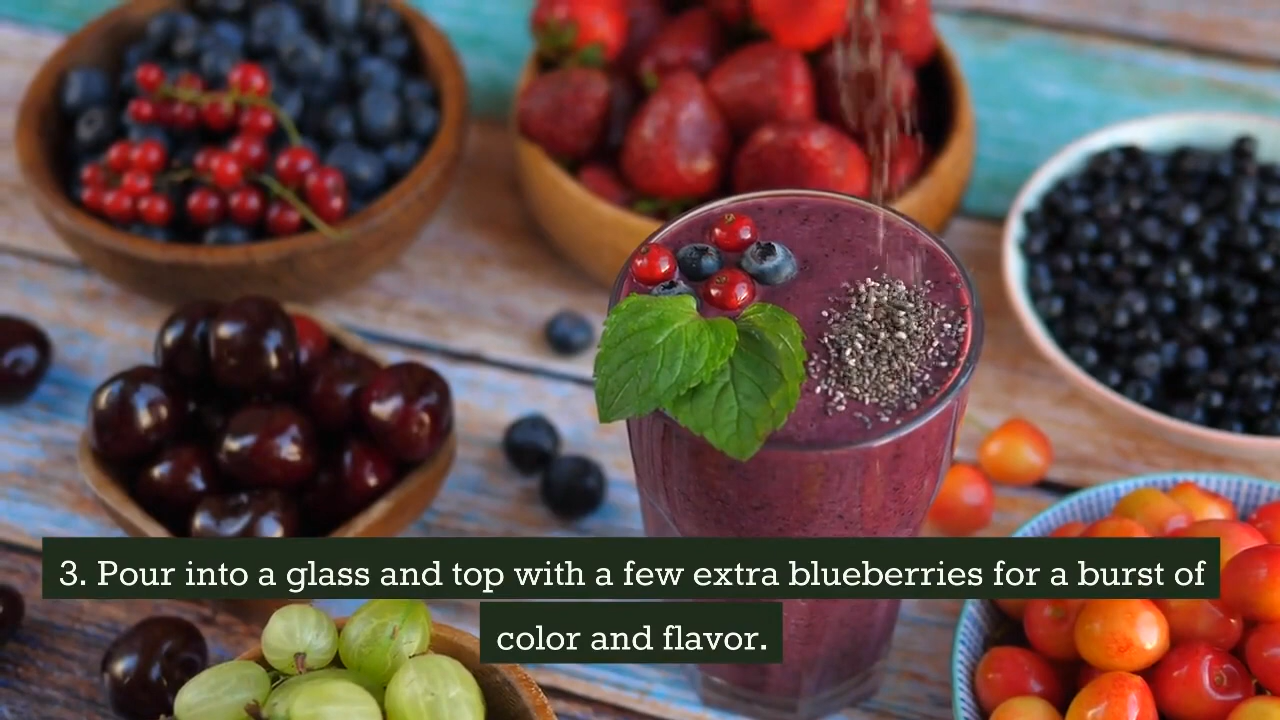 3. Pour into a glass and top with a few extra blueberries for a burst of
color and flavor.